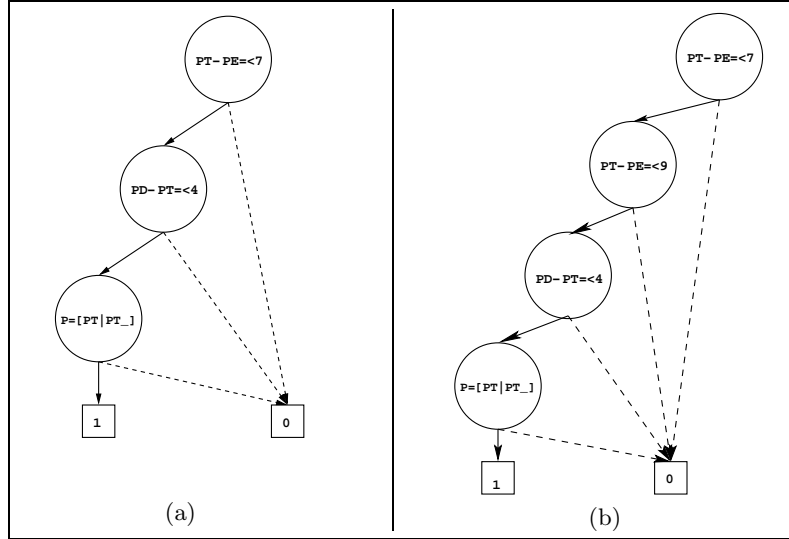 PT-PE=<7
PD-PT=<4
P=[PT|PT_]
1
0
(a)
PT-PE=<7
PT-PE=<9
PD-PT=<4
P=[PT|PT_]
1
0
(b)